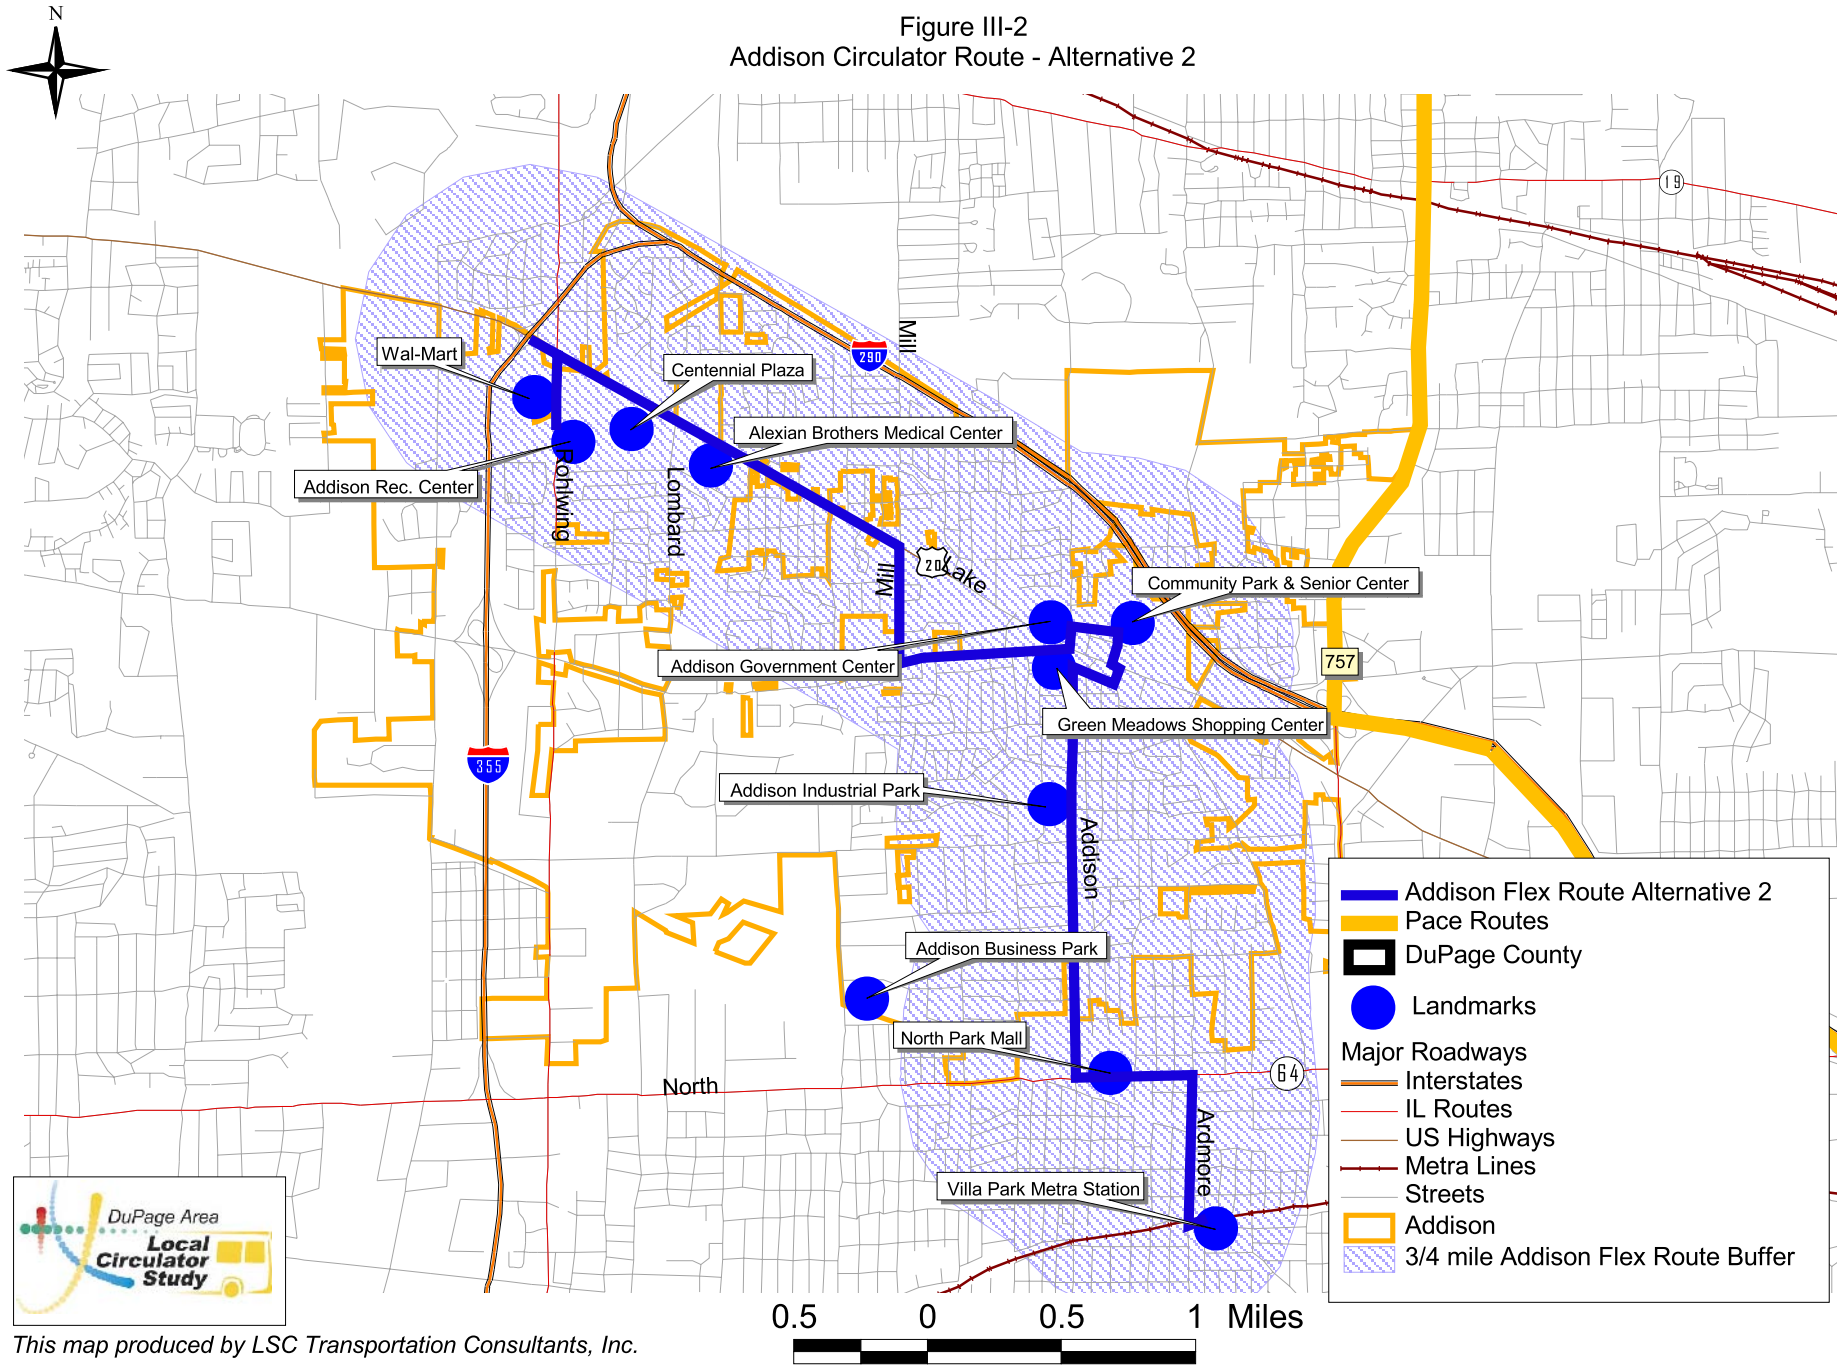 N
Figure III-2
Addison Circulator Route - Alternative 2
19
Mill
290
Wal-Mart
Centennial Plaza
Alexian Brothers Medical Center
Addison Rec. Center
Rohlwing
Lombard
Mill
20
Lake
Community Park & Senior Center
Addison Government Center
757
Green Meadows Shopping Center
355
Addison Industrial Park
Addison
Addison Business Park
North Park Mall
64
North
Ardmore
Villa Park Metra Station
Addison Flex Route Alternative 2
Pace Routes
DuPage County
Landmarks
Major Roadways
Interstates
IL Routes
US Highways
Metra Lines
Streets
Addison
3/4 mile Addison Flex Route Buffer
DuPage Area
Local
Circulator
Study
0.5 0 0.5 1 Miles
This map produced by LSC Transportation Consultants, Inc.